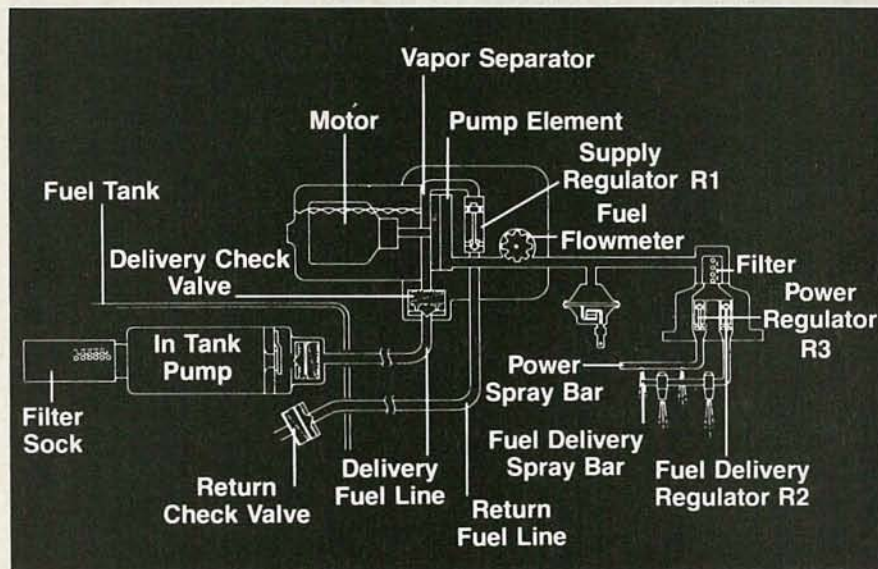 Vapor Separator
Motor
Pump Element
Supply
Regulator R1
Fuel Tank
Fuel
Flowmeter
Delivery Check
Valve
Filter
Power
Regulator
R3
In Tank
Pump
Power
Spray Bar
Filter
Sock
Fuel Delivery
Spray Bar
Fuel Delivery
Regulator R2
Return
Check Valve
Delivery
Fuel Line
Return
Fuel Line